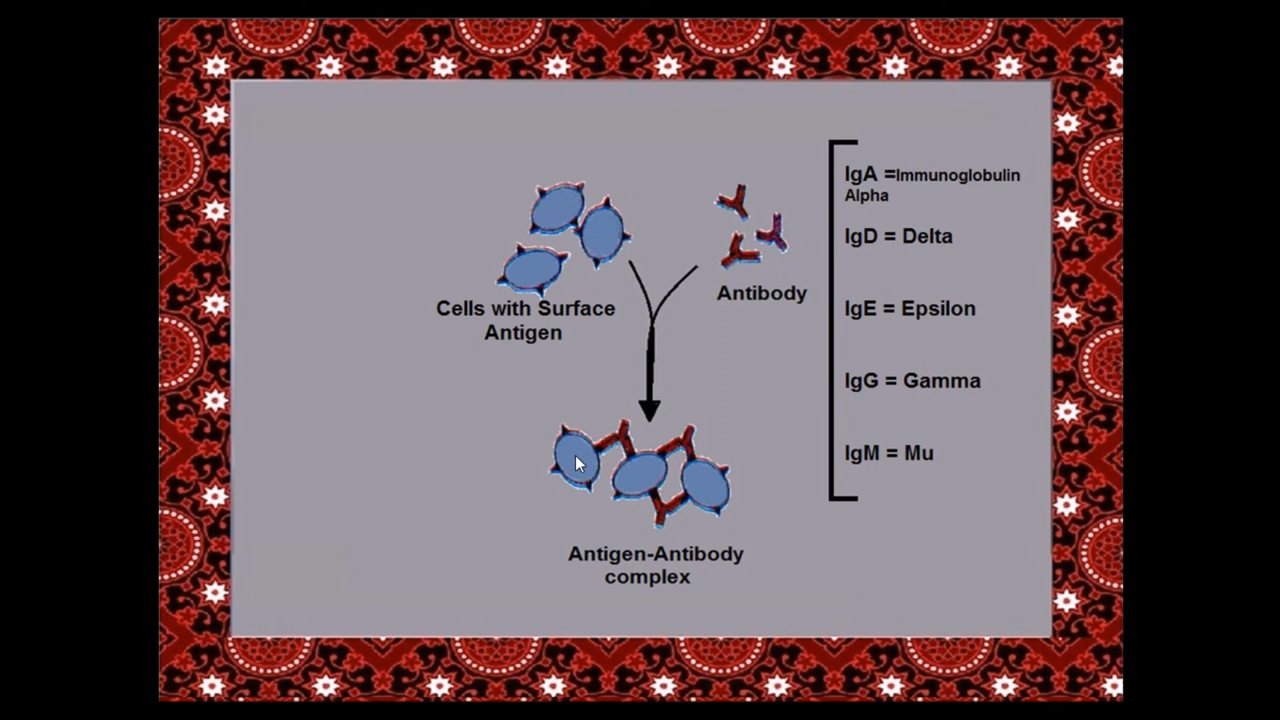 Cells with Surface
Antigen
Antibody
Antigen-Antibody
complex
IgA =Immunoglobulin
Alpha
IgD = Delta
IgE = Epsilon
IgG = Gamma
IgM = Mu